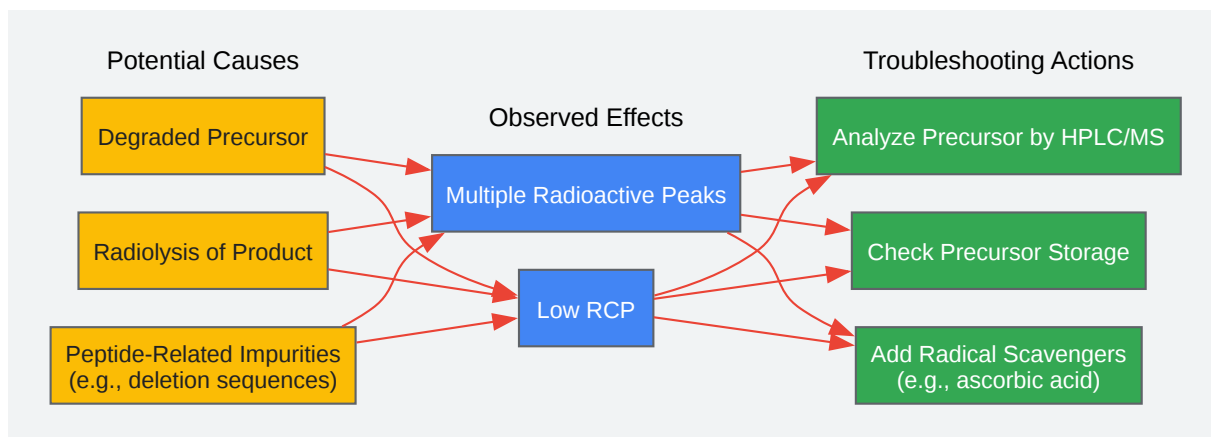 Potential Causes
Degraded Precursor
Radiolysis of Product
Peptide-Related Impurities
(e.g., deletion sequences)
Observed Effects
Multiple Radioactive Peaks
Low RCP
Troubleshooting Actions
Analyze Precursor by HPLC/MS
Check Precursor Storage
Add Radical Scavengers
(e.g., ascorbic acid)